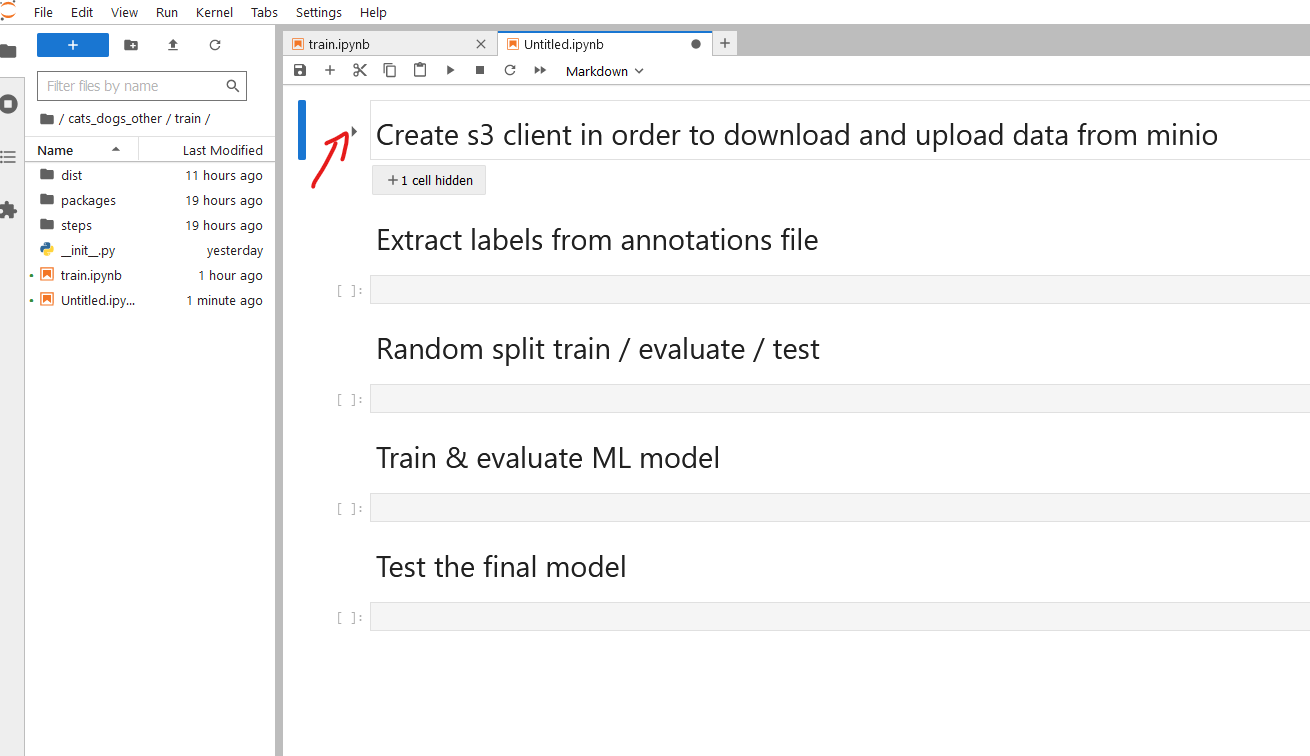 File Edit View Run Kernel Tabs Settings Help
train.ipynb
Untitled.ipynb
Markdown
Filter files by name
/ cats_dogs_other / train /
Name Last Modified
dist 11 hours ago
packages 19 hours ago
steps 19 hours ago
__init__.py yesterday
train.ipynb 1 hour ago
Untitled.ipy... 1 minute ago
Create s3 client in order to download and upload data from minio
+ 1 cell hidden
Extract labels from annotations file
[ ]:
Random split train / evaluate / test
[ ]:
Train & evaluate ML model
[ ]:
Test the final model
[ ]: